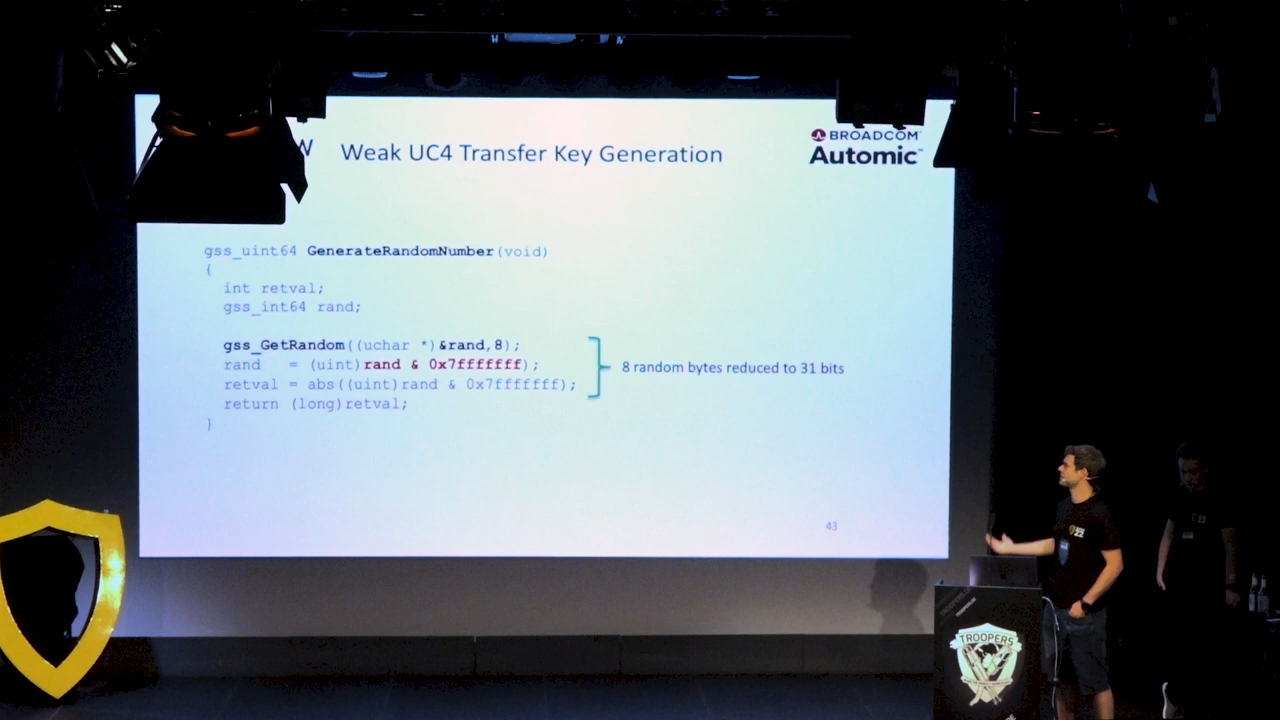 W
Weak UC4 Transfer Key Generation
BROADCOM
Automic™
gss_uint64 GenerateRandomNumber(void)
{
int retval;
gss_int64 rand;
gss_GetRandom((uchar *)&rand,8);
rand = (uint)rand & 0x7fffffff);
retval = abs((uint)rand & 0x7fffffff);
return (long)retval;
}
8 random bytes reduced to 31 bits
43
22
TROOPERS